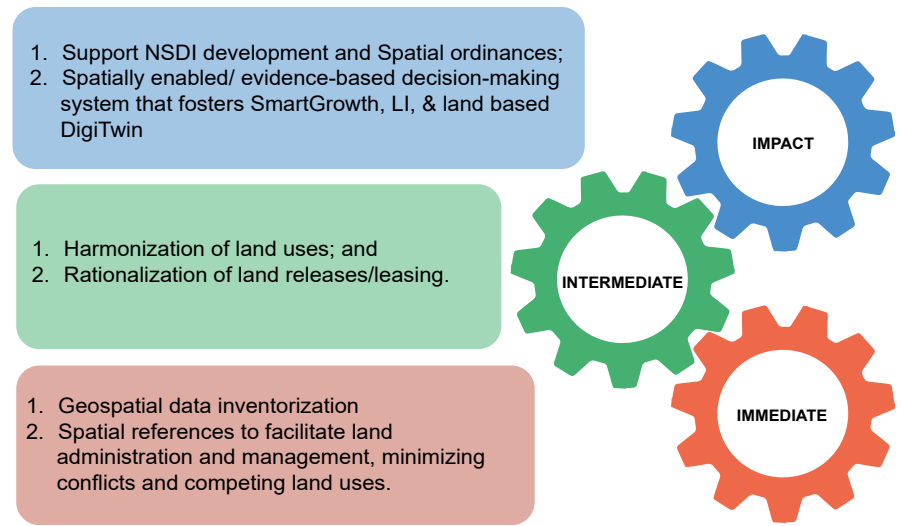 1. Support NSDI development and Spatial ordinances;
2. Spatially enabled/ evidence-based decision-making
system that fosters SmartGrowth, LI, & land based
DigiTwin
IMPACT
1. Harmonization of land uses; and
2. Rationalization of land releases/leasing.
INTERMEDIATE
1. Geospatial data inventorization
2. Spatial references to facilitate land
administration and management, minimizing
conflicts and competing land uses.
IMMEDIATE